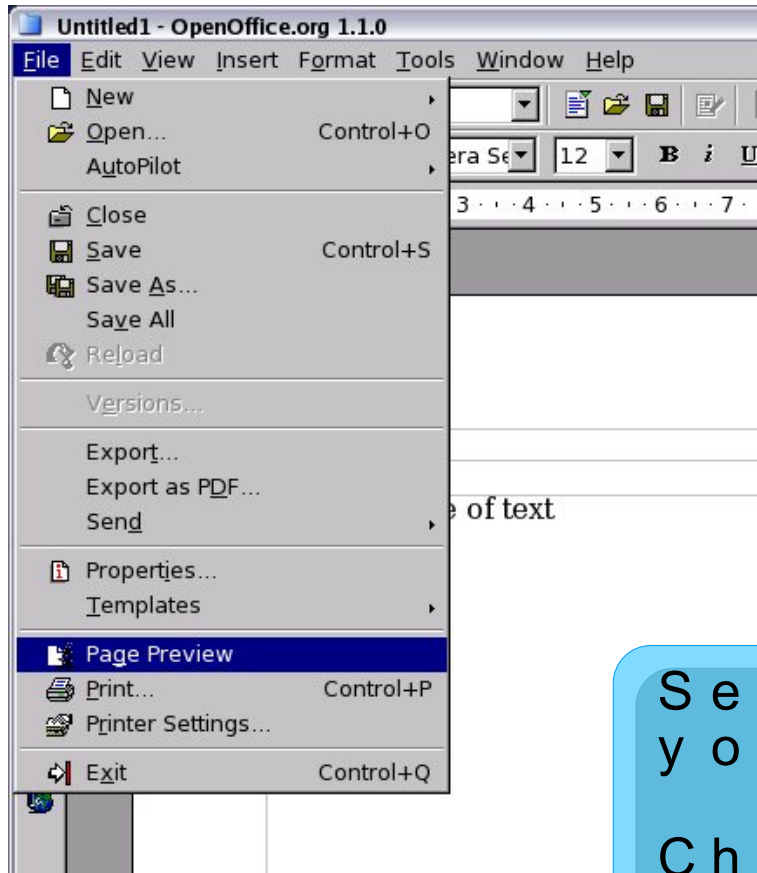 Untitled1 - OpenOffice.org 1.1.0
File Edit View Insert Format Tools Window Help
New
Open... Control+O
AutoPilot
12 B i U
3 4 5 6 7
Close
Save Control+S
Save As...
Save All
Reload
Versions...
Export...
Export as PDF...
of text
Send
Properties...
Templates
Page Preview
Print... Control+P
Printer Settings...
Exit Control+Q
S e
y o
C h